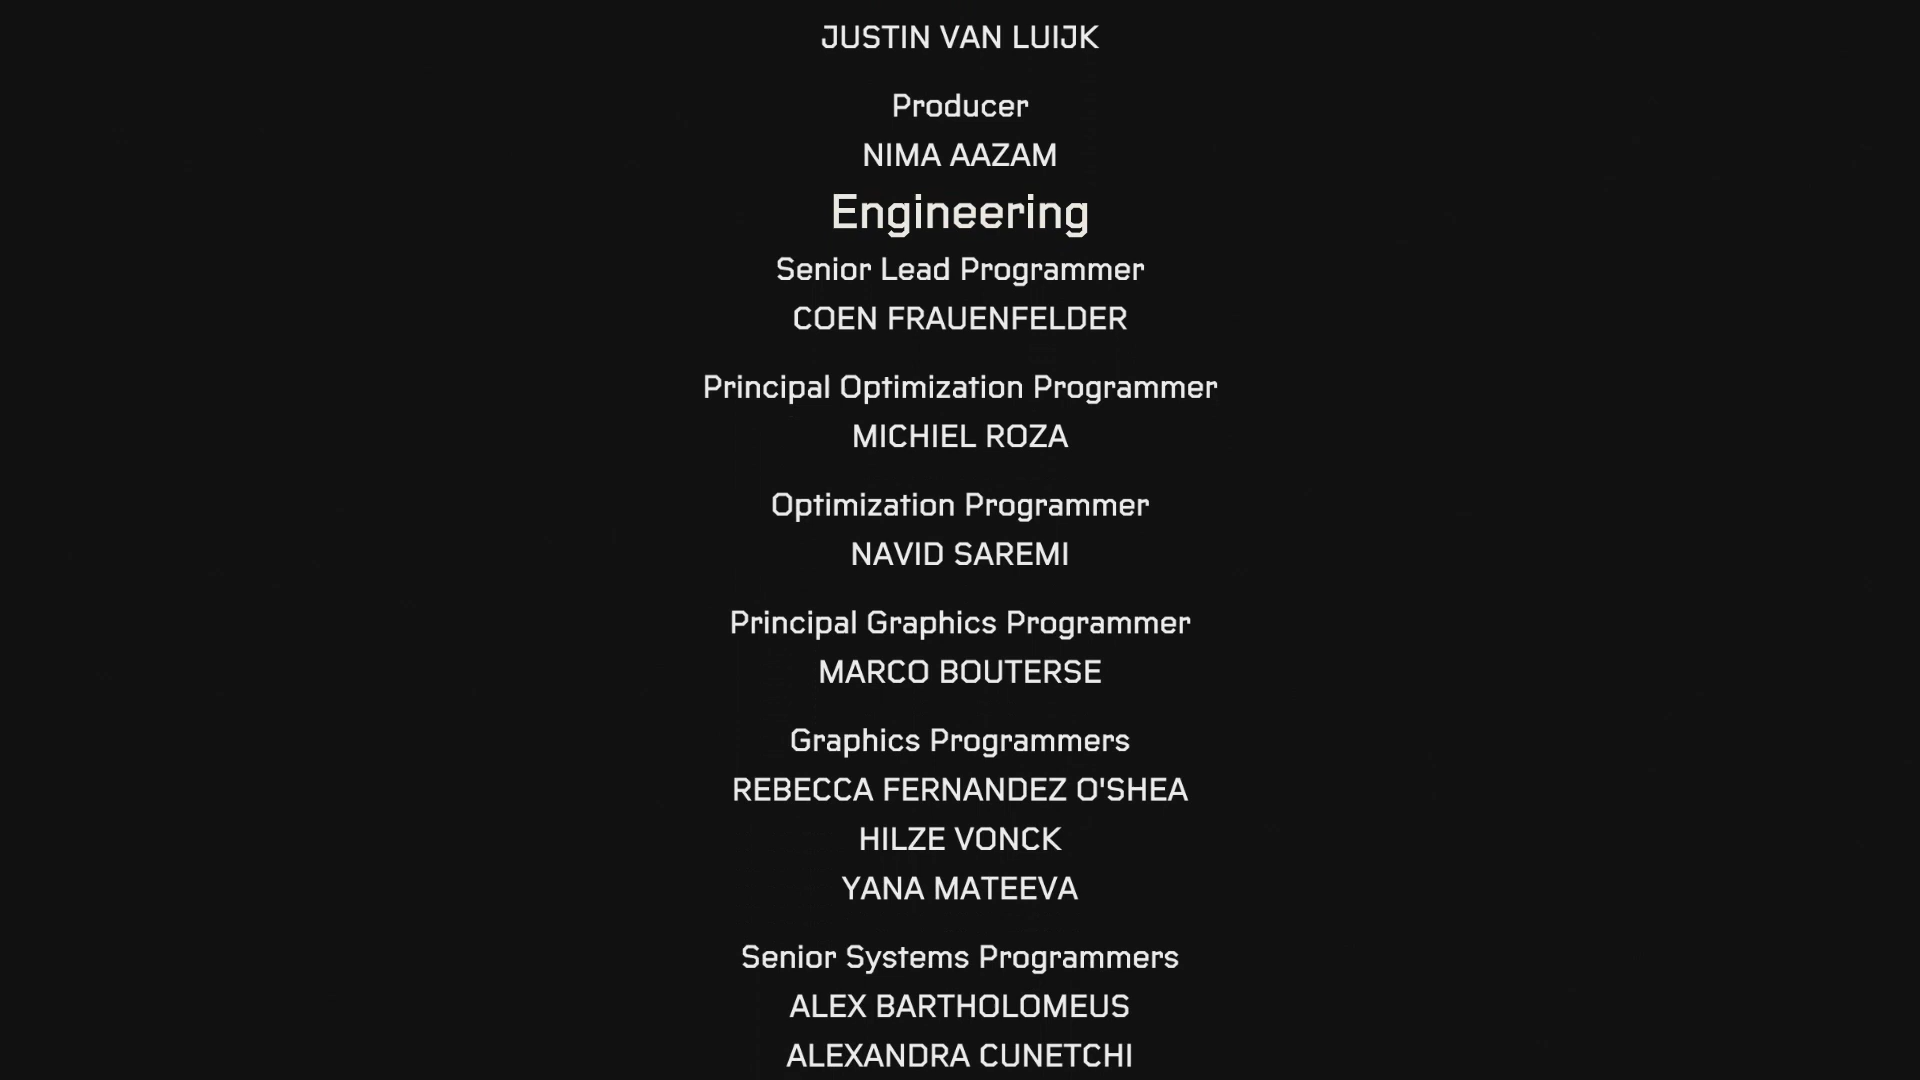 JUSTIN VAN LUIJK
Producer
NIMA AAZAM
Engineering
Senior Lead Programmer
COEN FRAUENFELDER
Principal Optimization Programmer
MICHIEL ROZA
Optimization Programmer
NAVID SAREMI
Principal Graphics Programmer
MARCO BOUTERSE
Graphics Programmers
REBECCA FERNANDEZ O'SHEA
HILZE VONCK
YANA MATEEVA
Senior Systems Programmers
ALEX BARTHOLOMEUS
ALEXANDRA CUNETCHI